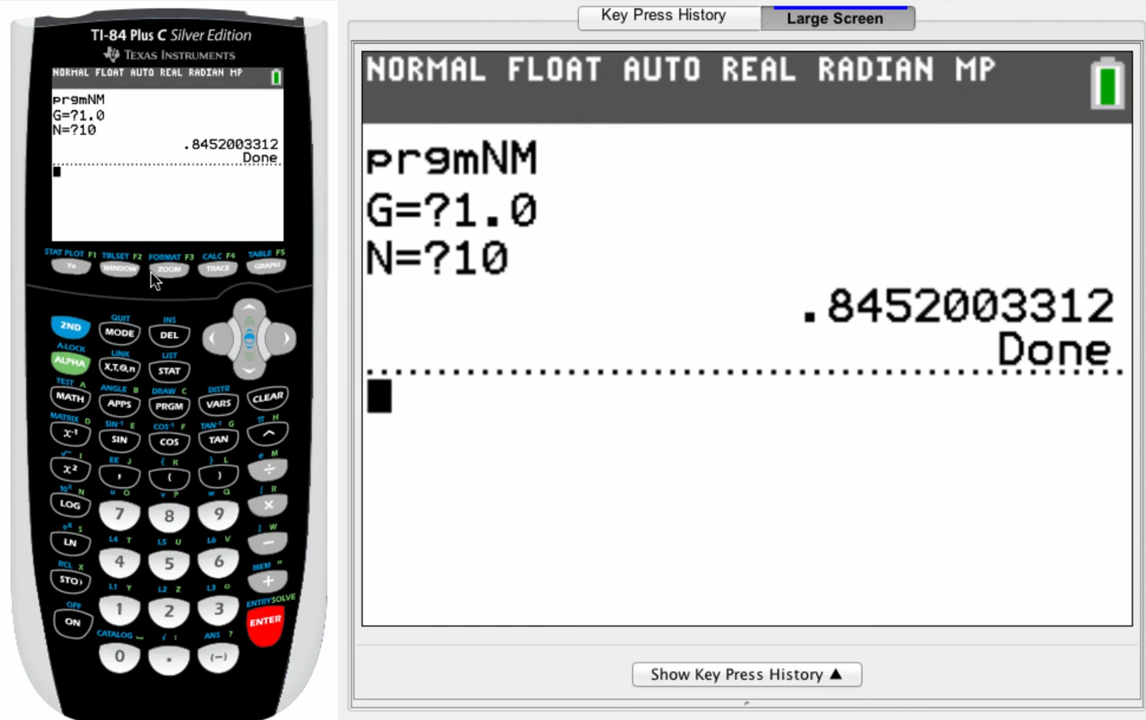 TI-84 Plus C Silver Edition
TEXAS INSTRUMENTS
NORMAL FLOAT AUTO REAL RADIAN MP
prgmNM
G=?1.0
N=?10
.8452003312
Done
STAT PLOT F1 TBLSET F2 FORMAT F3 CALC F4 TABLE F5
Y= WINDOW ZOOM TRACE GRAPH
QUIT INS
2ND MODE DEL
A-LOCK LINK LIST
ALPHA X,T,Θ,n STAT
TEST A ANGLE B DRAW C DISTR
MATH APPS PRGM VARS CLEAR
MATRIX D SIN⁻¹ E COS⁻¹ F TAN⁻¹ G π H
x⁻¹ SIN COS TAN ^
√ I EE J { K } L e M
x² , ( ) ÷
10ˣ N u O v P w Q [ R
LOG 7 8 9 ×
eˣ S L4 T L5 U L6 V ] W
LN 4 5 6 −
RCL X L1 Y L2 Z L3 θ MEM "
STO› 1 2 3 +
OFF CATALOG i : ANS ? ENTRY SOLVE
ON 0 . (−) ENTER
Key Press History Large Screen
NORMAL FLOAT AUTO REAL RADIAN MP
prgmNM
G=?1.0
N=?10
.8452003312
Done
Show Key Press History ▲